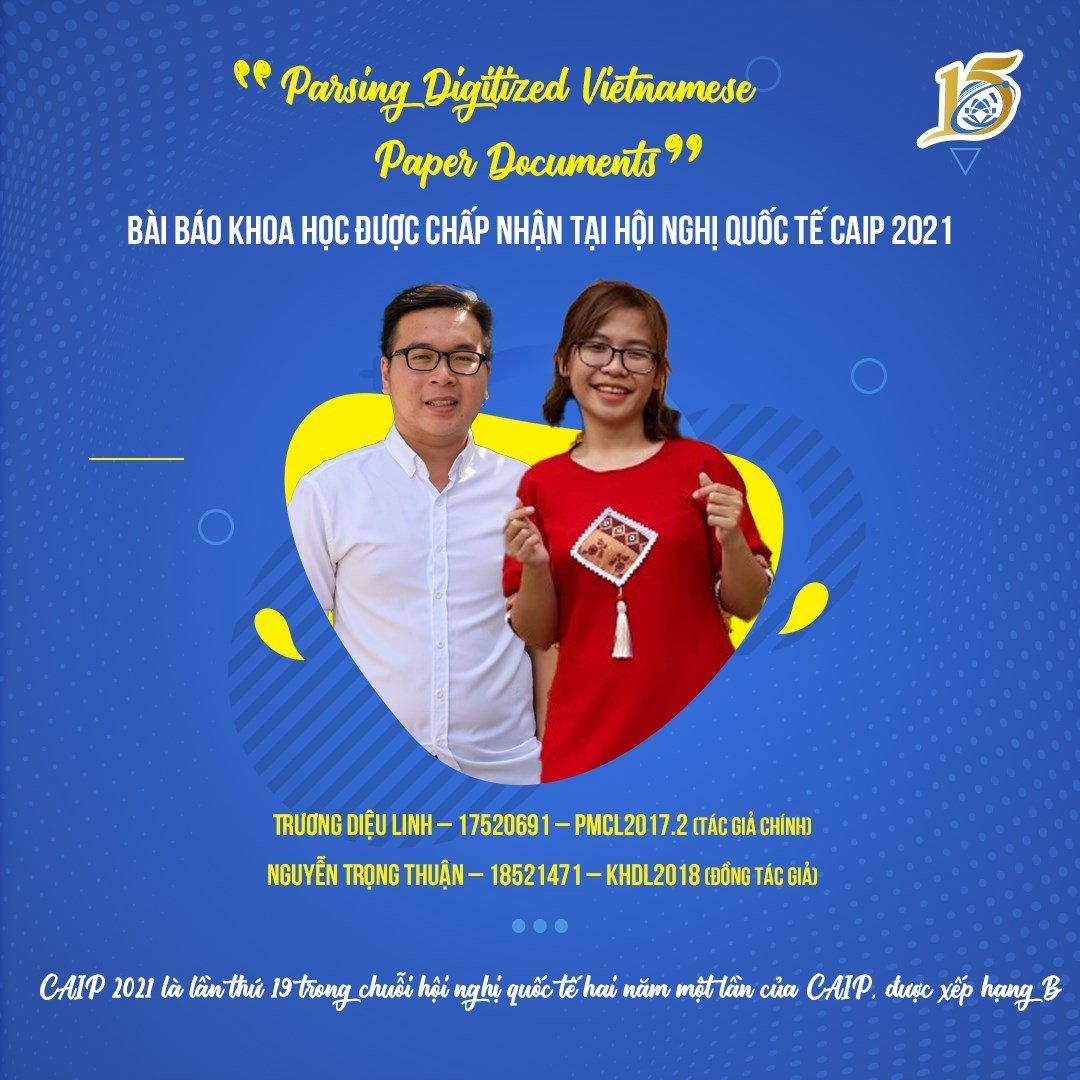 “Parsing Digitized Vietnamese
Paper Documents”
BÀI BÁO KHOA HỌC ĐƯỢC CHẤP NHẬN TẠI HỘI NGHỊ QUỐC TẾ CAIP 2021
15
TRƯƠNG DIỆU LINH – 17520691 – PMCL2017.2 (TÁC GIẢ CHÍNH)
NGUYỄN TRỌNG THUẬN – 18521471 – KHDL2018 (ĐỒNG TÁC GIẢ)
CAIP 2021 là lần thứ 19 trong chuỗi hội nghị quốc tế hai năm một lần của CAIP, được xếp hạng B